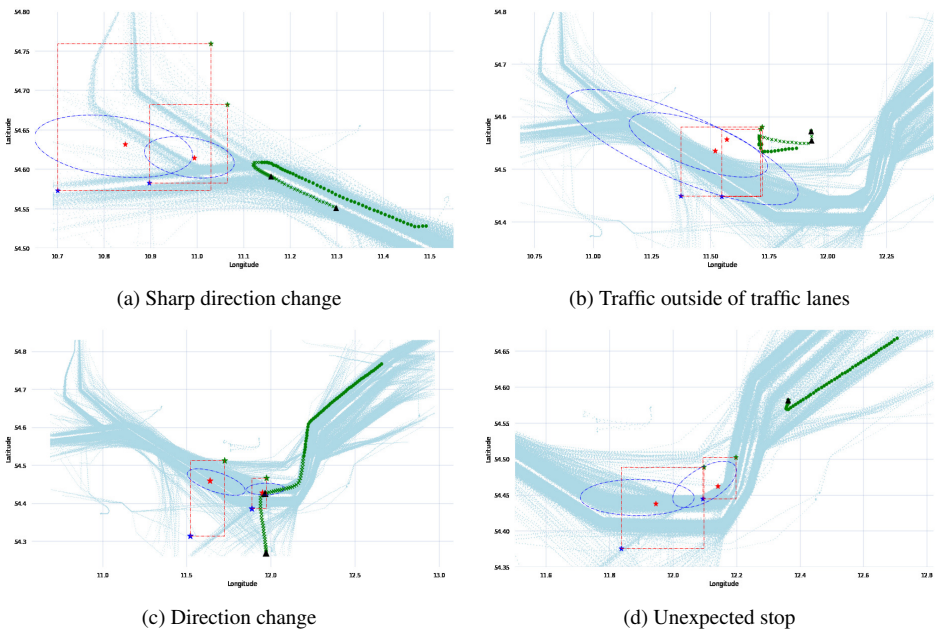 54.80
54.75
54.70
54.65
54.60
54.55
54.50
Latitude
10.7 10.8 10.9 11.0 11.1 11.2 11.3 11.4 11.5
Longitude
(a) Sharp direction change
54.8
54.7
54.6
54.5
54.4
Latitude
10.75 11.00 11.25 11.50 11.75 12.00 12.25
Longitude
(b) Traffic outside of traffic lanes
54.8
54.7
54.6
54.5
54.4
54.3
Latitude
11.0 11.5 12.0 12.5 13.0
Longitude
(c) Direction change
54.65
54.60
54.55
54.50
54.45
54.40
54.35
Latitude
11.6 11.8 12.0 12.2 12.4 12.6 12.8
Longitude
(d) Unexpected stop